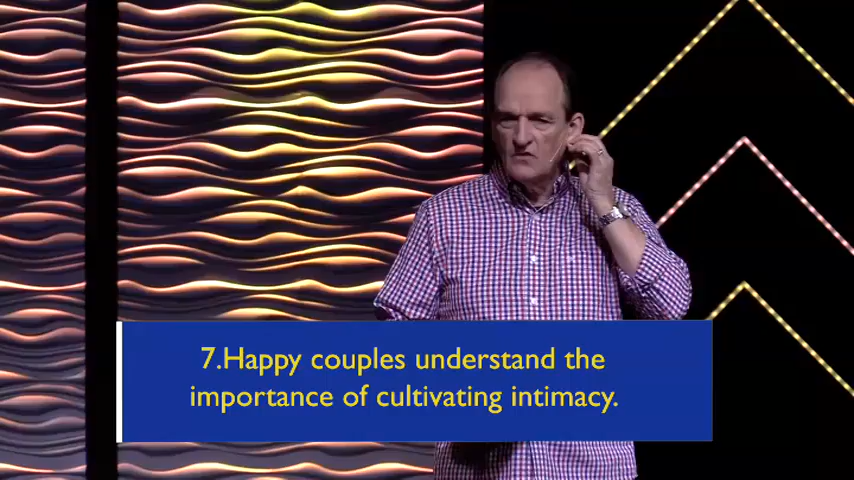 7.Happy couples understand the
importance of cultivating intimacy.